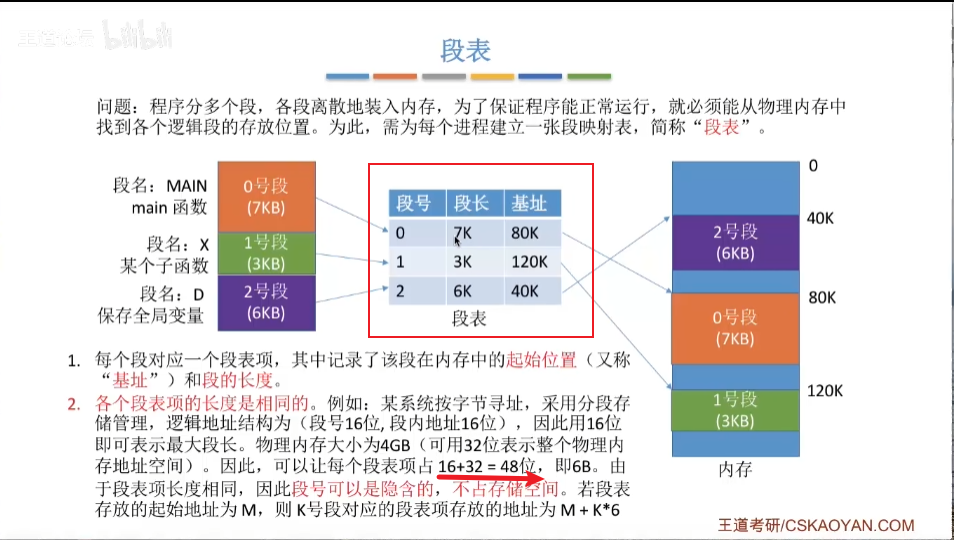 bilibili
段表
问题：程序分多个段，各段离散地装入内存，为了保证程序能正常运行，就必须能从物理内存中
找到各个逻辑段的存放位置。为此，需为每个进程建立一张段映射表，简称“段表”。
段名：MAIN
main 函数
0号段
(7KB)
段名：X
某个子函数
1号段
(3KB)
段名：D
保存全局变量
2号段
(6KB)
段号 段长 基址
0 7K 80K
1 3K 120K
2 6K 40K
段表
0
40K
2号段
(6KB)
80K
0号段
(7KB)
120K
1号段
(3KB)
内存
1. 每个段对应一个段表项，其中记录了该段在内存中的起始位置（又称
“基址”）和段的长度。
2. 各个段表项的长度是相同的。例如：某系统按字节寻址，采用分段存
储管理，逻辑地址结构为（段号16位, 段内地址16位），因此用16位
即可表示最大段长。物理内存大小为4GB（可用32位表示整个物理内
存地址空间）。因此，可以让每个段表项占 16+32 = 48位，即6B。由
于段表项长度相同，因此段号可以是隐含的，不占存储空间。若段表
存放的起始地址为 M，则 K号段对应的段表项存放的地址为 M + K*6
王道考研/CSKAOYAN.COM